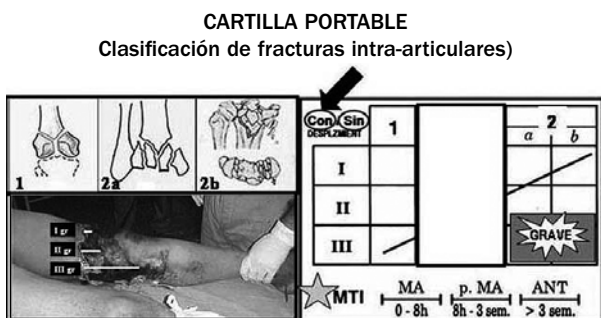 CARTILLA PORTABLE
Clasificación de fracturas intra-articulares)
1
2a
2b
I gr
II gr
III gr
Con Sin
DESPLZMIENT
1
2
a b
I
II
III
GRAVE
MTI
MA p. MA ANT
0 - 8h 8h - 3 sem. > 3 sem.